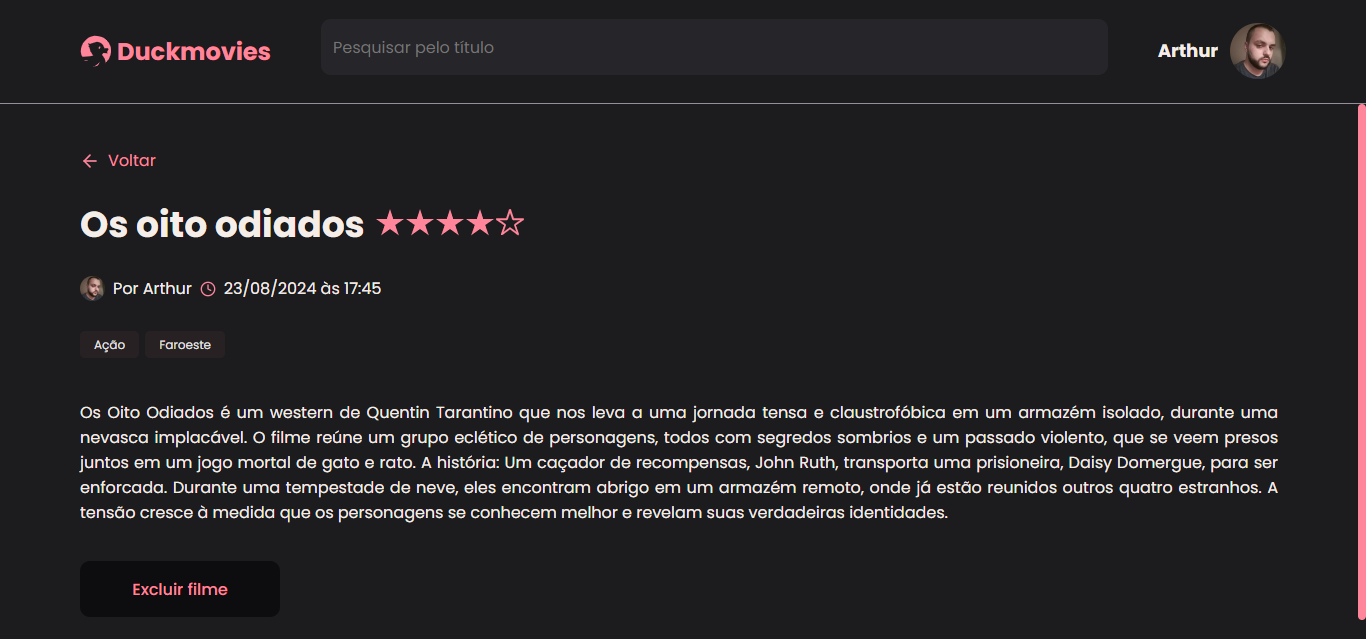 Duckmovies
Pesquisar pelo título
Arthur
Voltar
Os oito odiados
Por Arthur 23/08/2024 às 17:45
Ação Faroeste
Os Oito Odiados é um western de Quentin Tarantino que nos leva a uma jornada tensa e claustrofóbica em um armazém isolado, durante uma
nevasca implacável. O filme reúne um grupo eclético de personagens, todos com segredos sombrios e um passado violento, que se veem presos
juntos em um jogo mortal de gato e rato. A história: Um caçador de recompensas, John Ruth, transporta uma prisioneira, Daisy Domergue, para ser
enforcada. Durante uma tempestade de neve, eles encontram abrigo em um armazém remoto, onde já estão reunidos outros quatro estranhos. A
tensão cresce à medida que os personagens se conhecem melhor e revelam suas verdadeiras identidades.
Excluir filme